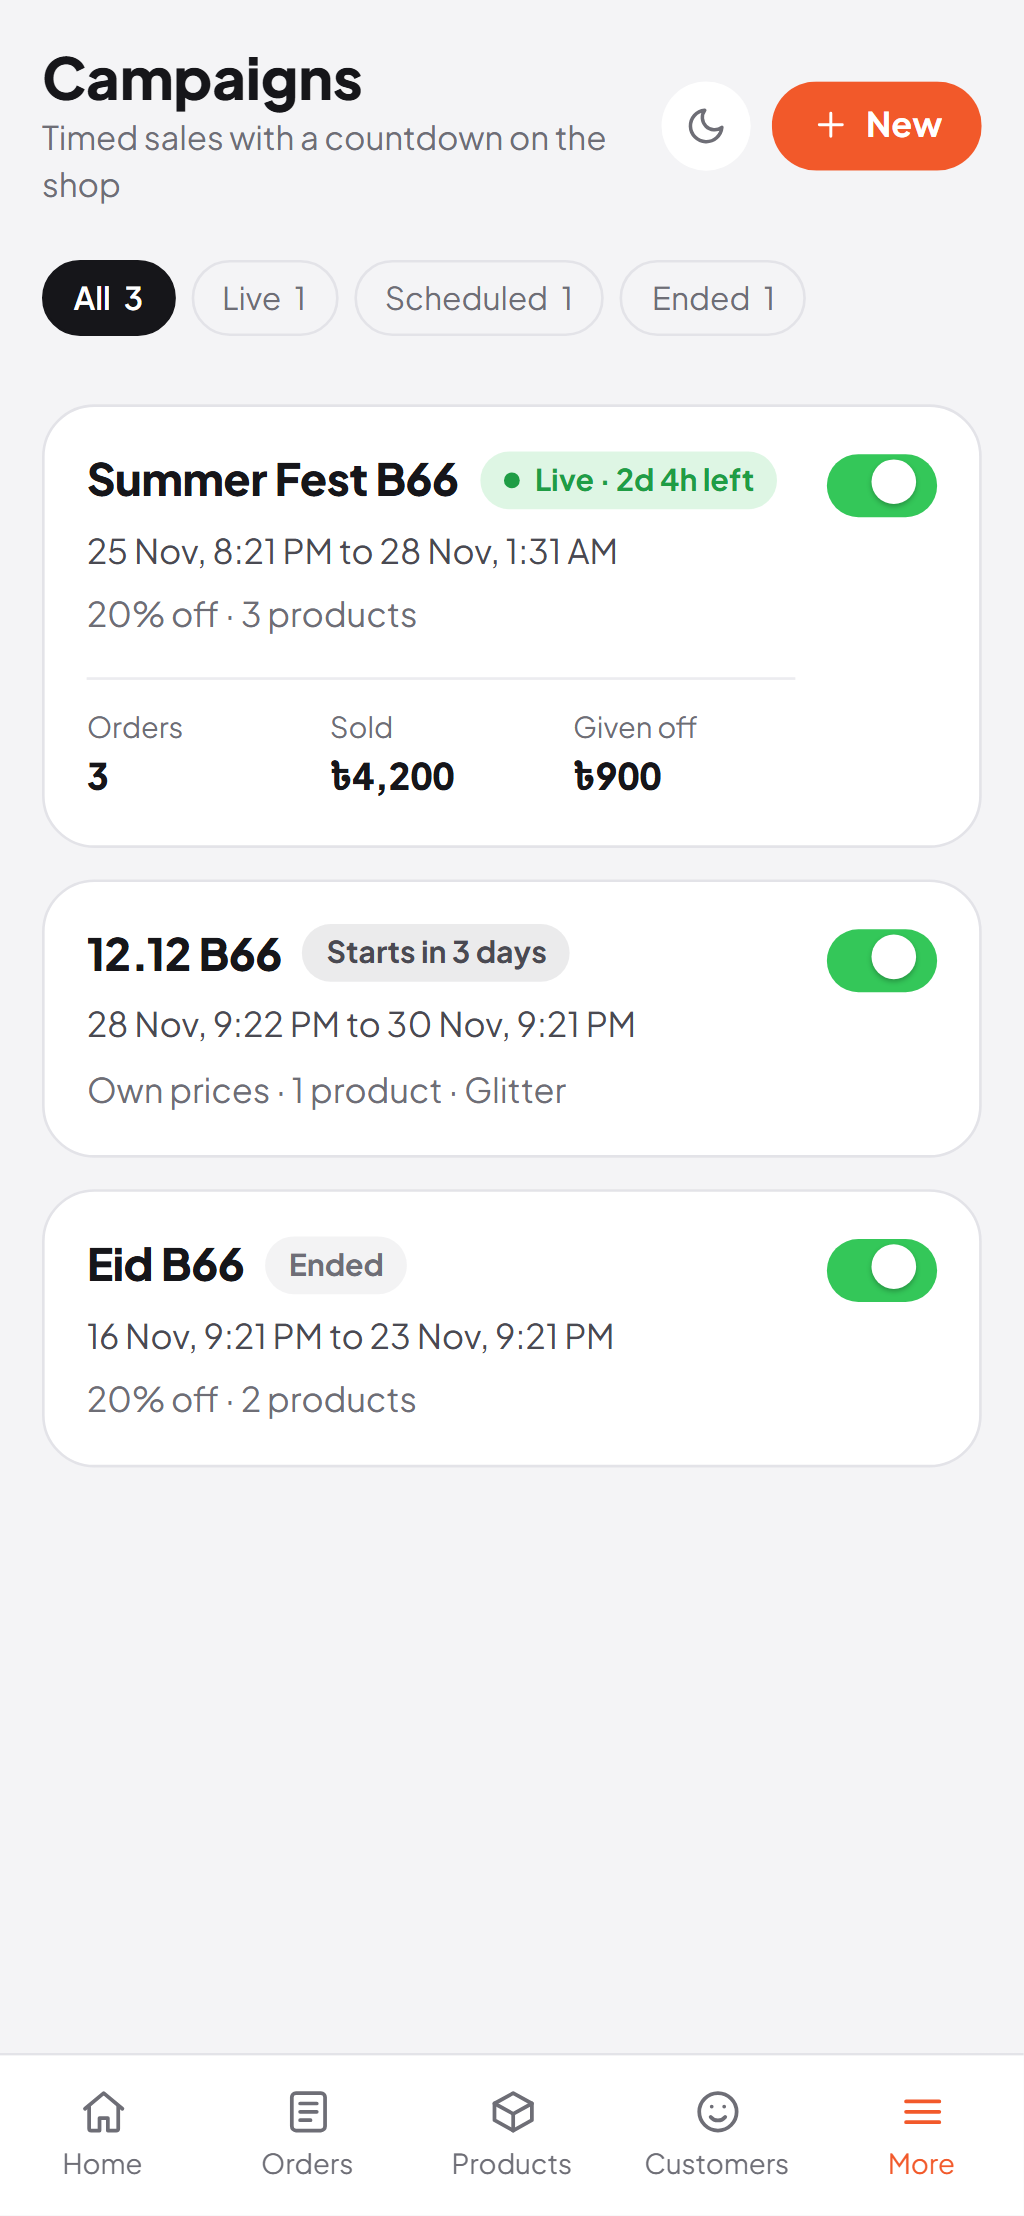 Campaigns
Timed sales with a countdown on the
shop
New
All 3
Live 1
Scheduled 1
Ended 1
Summer Fest B66
Live · 2d 4h left
25 Nov, 8:21 PM to 28 Nov, 1:31 AM
20% off · 3 products
Orders
Sold
Given off
3
৳4,200
৳900
12.12 B66
Starts in 3 days
28 Nov, 9:22 PM to 30 Nov, 9:21 PM
Own prices · 1 product · Glitter
Eid B66
Ended
16 Nov, 9:21 PM to 23 Nov, 9:21 PM
20% off · 2 products
Home
Orders
Products
Customers
More